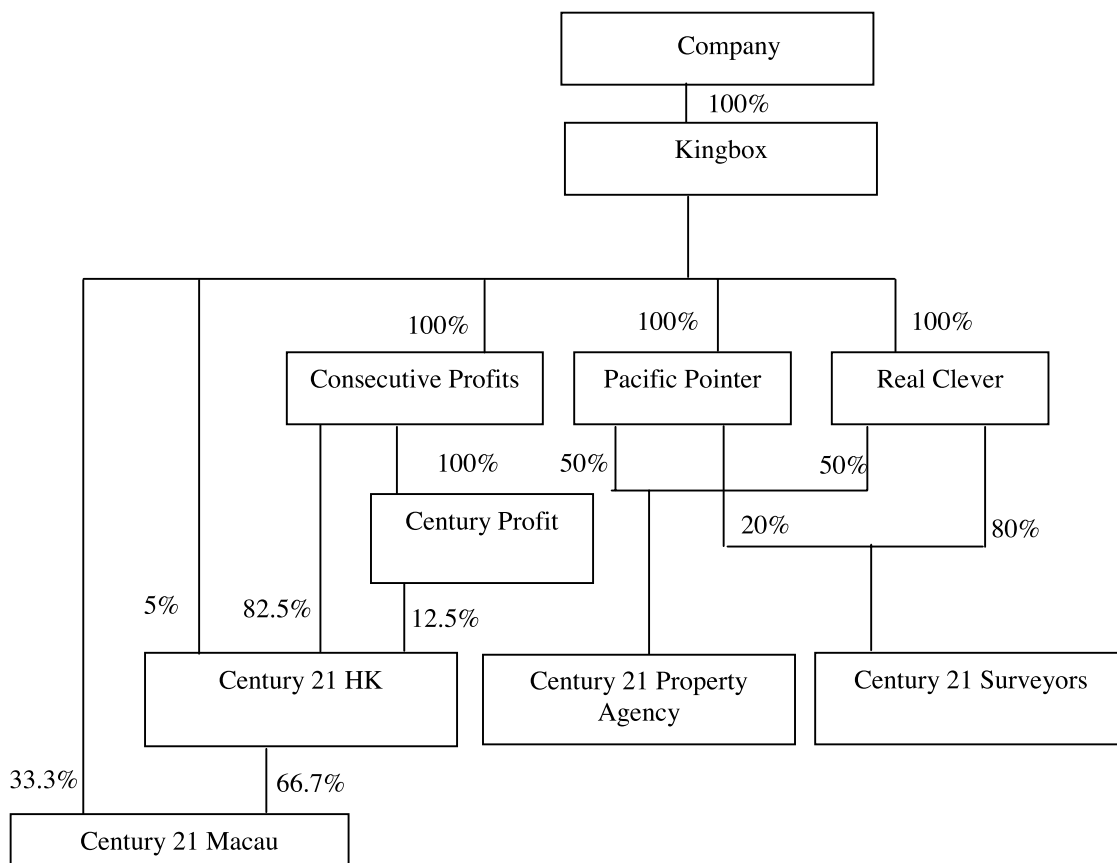 Company
100%
Kingbox
100%
100%
100%
Consecutive Profits
Pacific Pointer
Real Clever
100%
50%
50%
Century Profit
20%
80%
5%
82.5%
12.5%
Century 21 HK
Century 21 Property
Agency
Century 21 Surveyors
33.3%
66.7%
Century 21 Macau